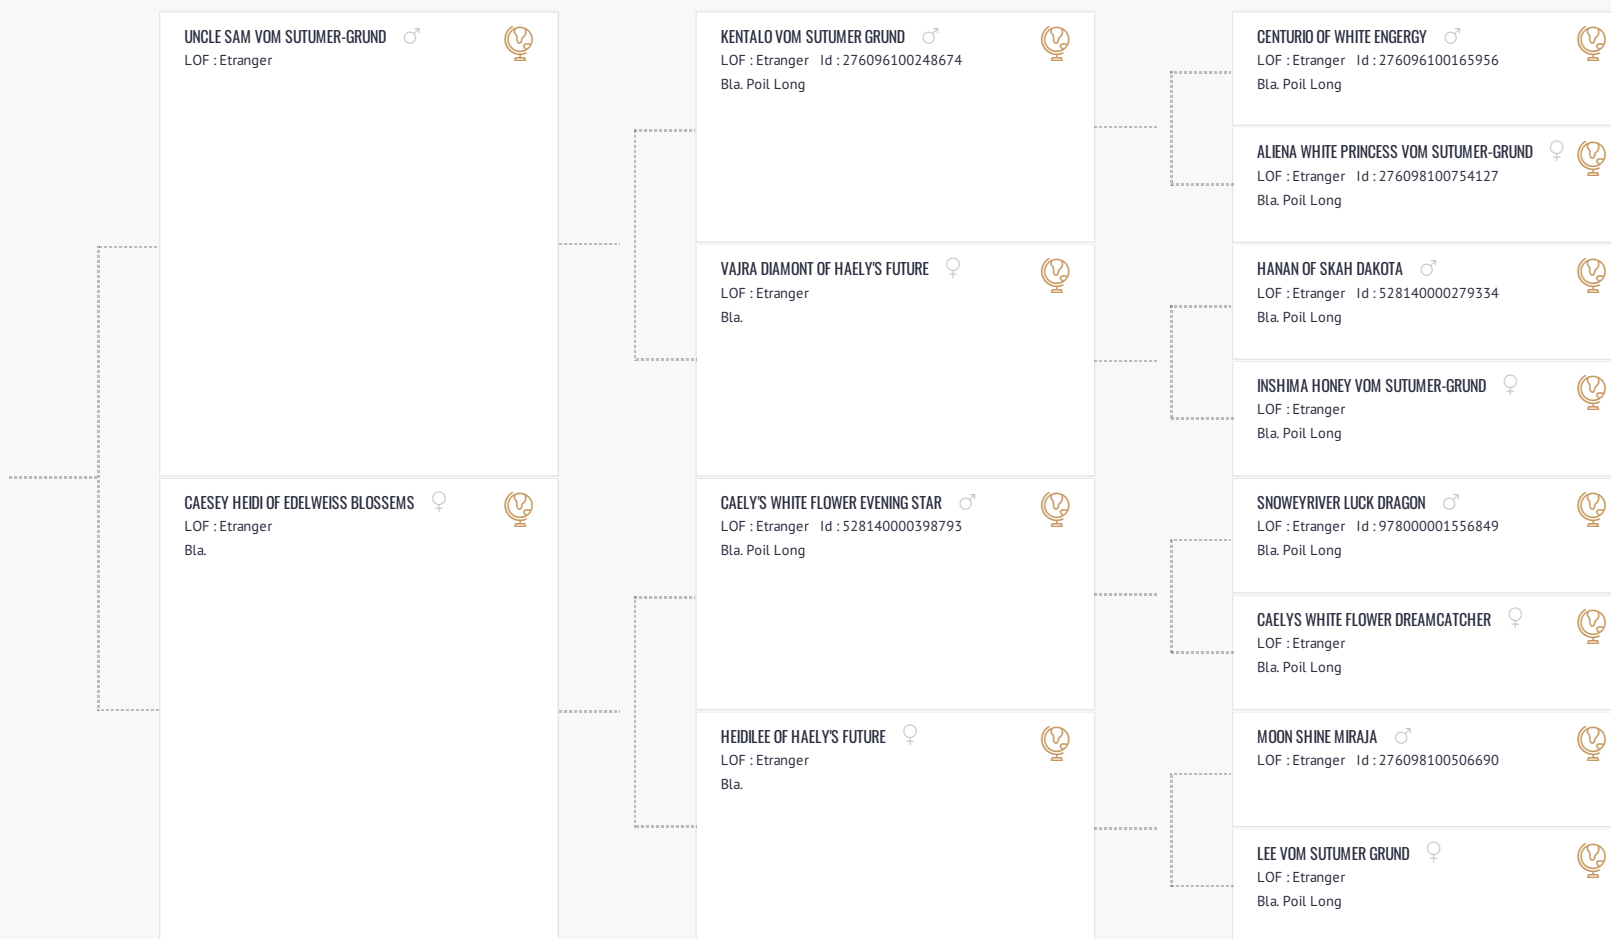 UNCLE SAM VOM SUTUMER-GRUND
LOF : Etranger
CAESEY HEIDI OF EDELWEISS BLOSSEMS
LOF : Etranger
Bla.
KENTALO VOM SUTUMER GRUND
LOF : Etranger Id : 276096100248674
Bla. Poil Long
VAJRA DIAMONT OF HAELY'S FUTURE
LOF : Etranger
Bla.
CAELY'S WHITE FLOWER EVENING STAR
LOF : Etranger Id : 528140000398793
Bla. Poil Long
HEIDILEE OF HAELY'S FUTURE
LOF : Etranger
Bla.
CENTURIO OF WHITE ENGERGY
LOF : Etranger Id : 276096100165956
Bla. Poil Long
ALIENA WHITE PRINCESS VOM SUTUMER-GRUND
LOF : Etranger Id : 276098100754127
Bla. Poil Long
HANAN OF SKAH DAKOTA
LOF : Etranger Id : 528140000279334
Bla. Poil Long
INSHIMA HONEY VOM SUTUMER-GRUND
LOF : Etranger
Bla. Poil Long
SNOWEYRIVER LUCK DRAGON
LOF : Etranger Id : 978000001556849
Bla. Poil Long
CAELYS WHITE FLOWER DREAMCATCHER
LOF : Etranger
Bla. Poil Long
MOON SHINE MIRAJA
LOF : Etranger Id : 276098100506690
LEE VOM SUTUMER GRUND
LOF : Etranger
Bla. Poil Long